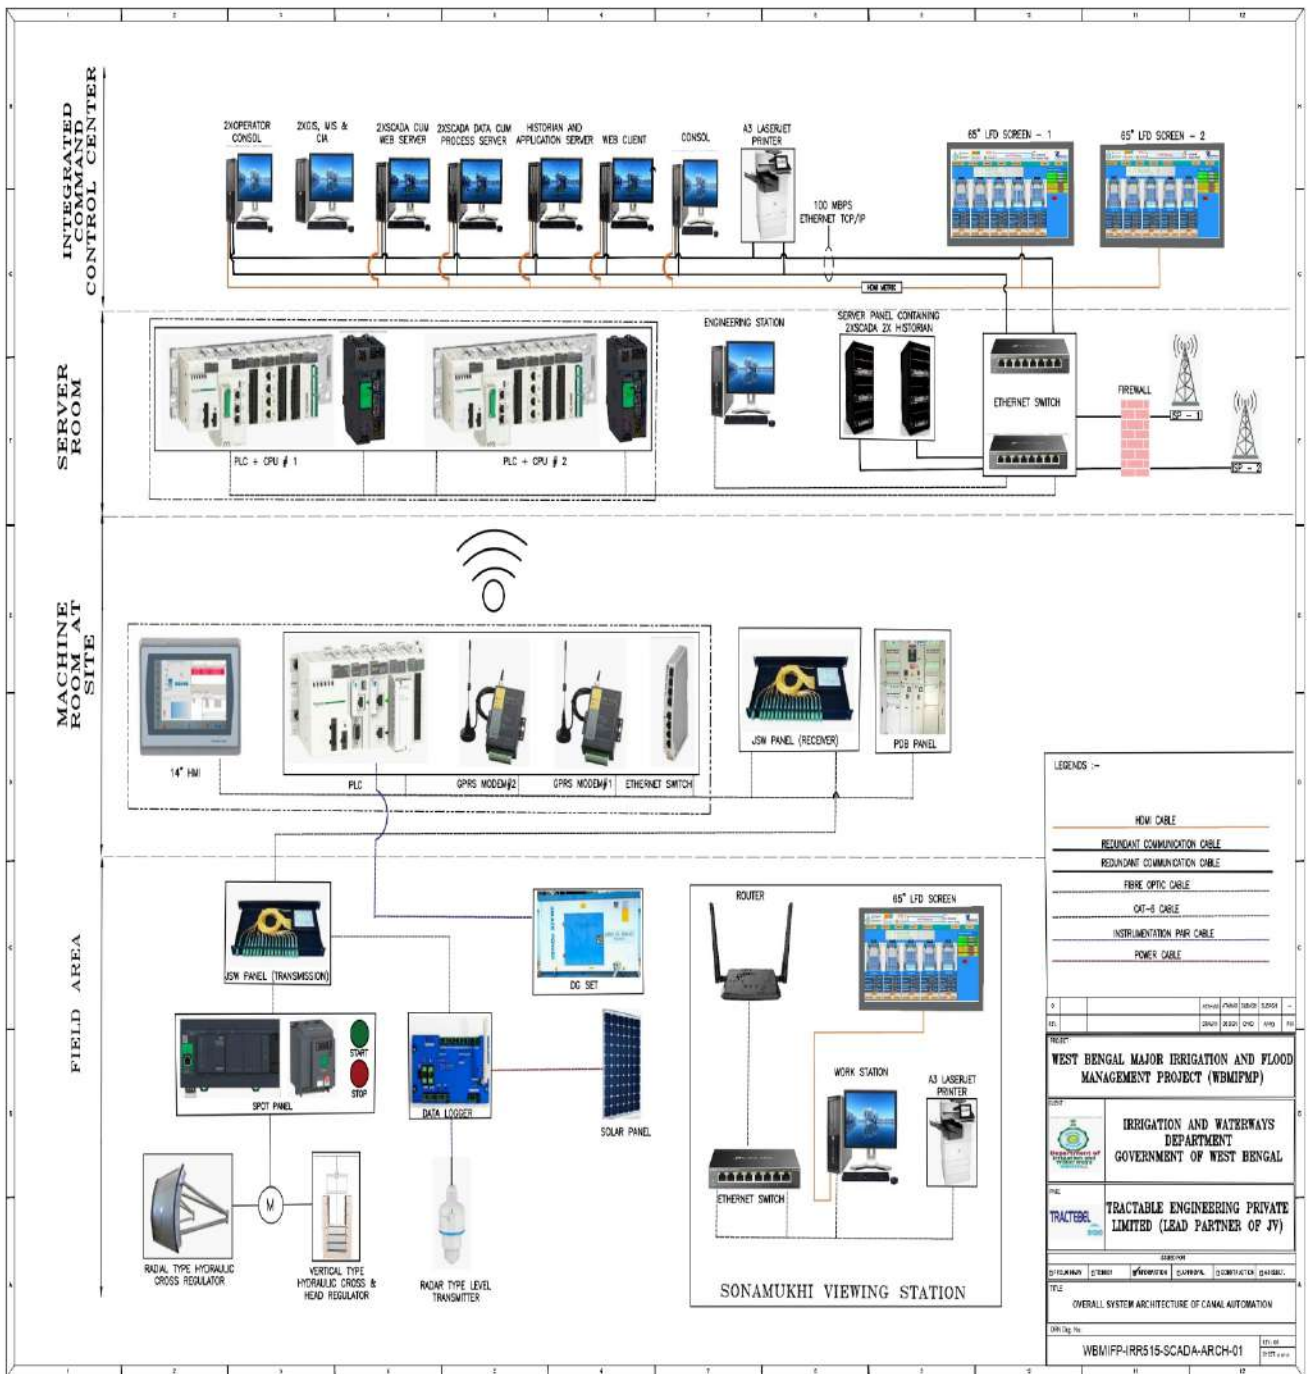 INTEGRATED
COMMAND
CONTROL CENTER
2XOPERATOR
CONSOL
2XGIS, MIS &
CIA
2XSCADA CUM
WEB SERVER
2XSCADA DATA CUM
PROCESS SERVER
HISTORIAN AND
APPLICATION SERVER
WEB CLIENT
CONSOL
A3 LASERJET
PRINTER
100 MBPS
ETHERNET TCP/IP
65" LFD SCREEN - 1
65" LFD SCREEN - 2
HDMI METRIX
SERVER
ROOM
PLC + CPU # 1
PLC + CPU # 2
ENGINEERING STATION
SERVER PANEL CONTAINING
2XSCADA 2X HISTORIAN
ETHERNET SWITCH
FIREWALL
ISP - 1
ISP - 2
MACHINE
ROOM AT
SITE
14" HMI
PLC
GPRS MODEM#2
GPRS MODEM#1
ETHERNET SWITCH
JSW PANEL (RECEIVER)
PDB PANEL
FIELD AREA
JSW PANEL (TRANSMISSION)
DG SET
SPOT PANEL
START
STOP
DATA LOGGER
SOLAR PANEL
M
RADIAL TYPE HYDRAULIC
CROSS REGULATOR
VERTICAL TYPE
HYDRAULIC CROSS &
HEAD REGULATOR
RADAR TYPE LEVEL
TRANSMITTER
ROUTER
65" LFD SCREEN
WORK STATION
A3 LASERJET
PRINTER
ETHERNET SWITCH
SONAMUKHI VIEWING STATION
LEGENDS :-
HDMI CABLE
REDUNDANT COMMUNICATION CABLE
REDUNDANT COMMUNICATION CABLE
FIBRE OPTIC CABLE
CAT-6 CABLE
INSTRUMENTATION PAIR CABLE
POWER CABLE
PROJECT
WEST BENGAL MAJOR IRRIGATION AND FLOOD
MANAGEMENT PROJECT (WBMIFMP)
CLIENT
IRRIGATION AND WATERWAYS
DEPARTMENT
GOVERNMENT OF WEST BENGAL
TRACTEBEL
TRACTABLE ENGINEERING PRIVATE
LIMITED (LEAD PARTNER OF JV)
TITLE
OVERALL SYSTEM ARCHITECTURE OF CANAL AUTOMATION
WBMIFP-IRR515-SCADA-ARCH-01